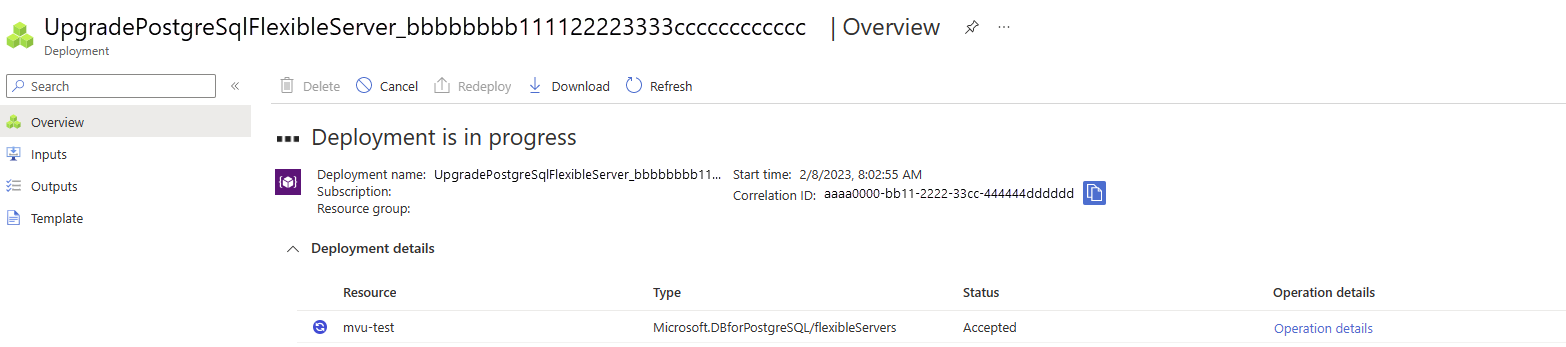 UpgradePostgreSqlFlexibleServer_bbbbbbbb111122223333cccccccccccc | Overview
Deployment
Search
Delete Cancel Redeploy Download Refresh
Overview
Inputs
Outputs
Template
Deployment is in progress
Deployment name: UpgradePostgreSqlFlexibleServer_bbbbbbbbb11... Start time: 2/8/2023, 8:02:55 AM
Subscription: Correlation ID: aaaa0000-bb11-2222-33cc-444444dddddd
Resource group:
Deployment details
Resource Type Status Operation details
mvu-test Microsoft.DBforPostgreSQL/flexibleServers Accepted Operation details